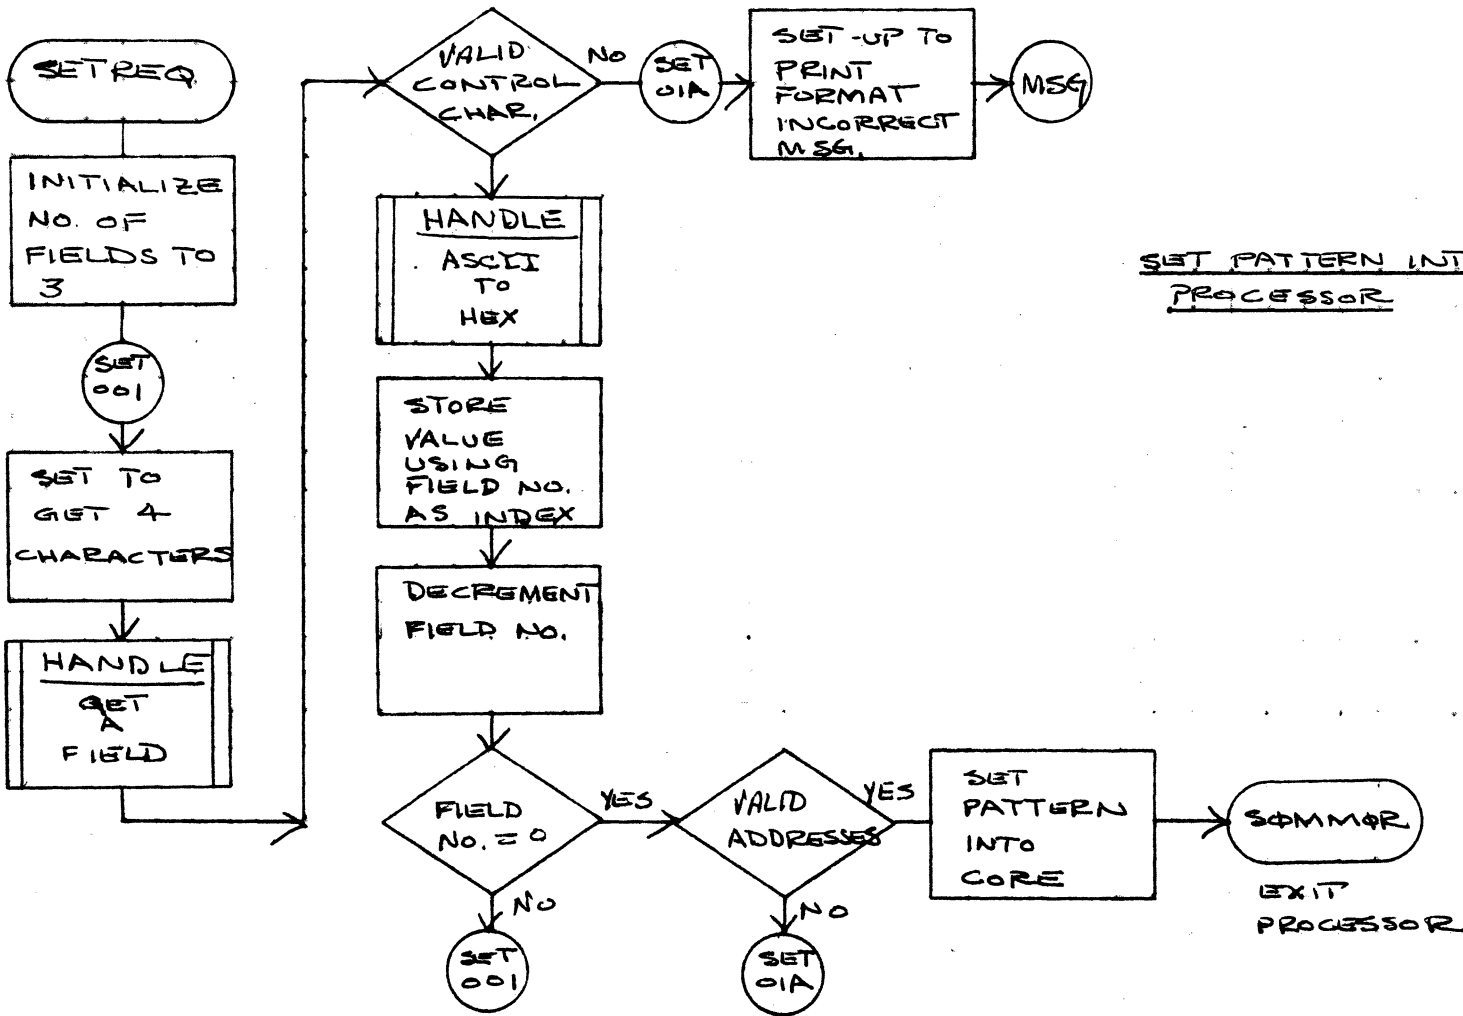 SETREQ
INITIALIZE
NO. OF
FIELDS TO
3
SET
001
SET TO
GET 4
CHARACTERS
HANDLE
GET
A
FIELD
VALID
CONTROL
CHAR.
NO
SET
01A
SET-UP TO
PRINT
FORMAT
INCORRECT
MSG.
MSG
HANDLE
ASCII
TO
HEX
STORE
VALUE
USING
FIELD NO.
AS INDEX
DECREMENT
FIELD NO.
FIELD
NO. = 0
YES
NO
SET
001
VALID
ADDRESSES
YES
NO
SET
01A
SET
PATTERN
INTO
CORE
SOMMOR
EXIT
PROCESSOR
SET PATTERN INT
PROCESSOR